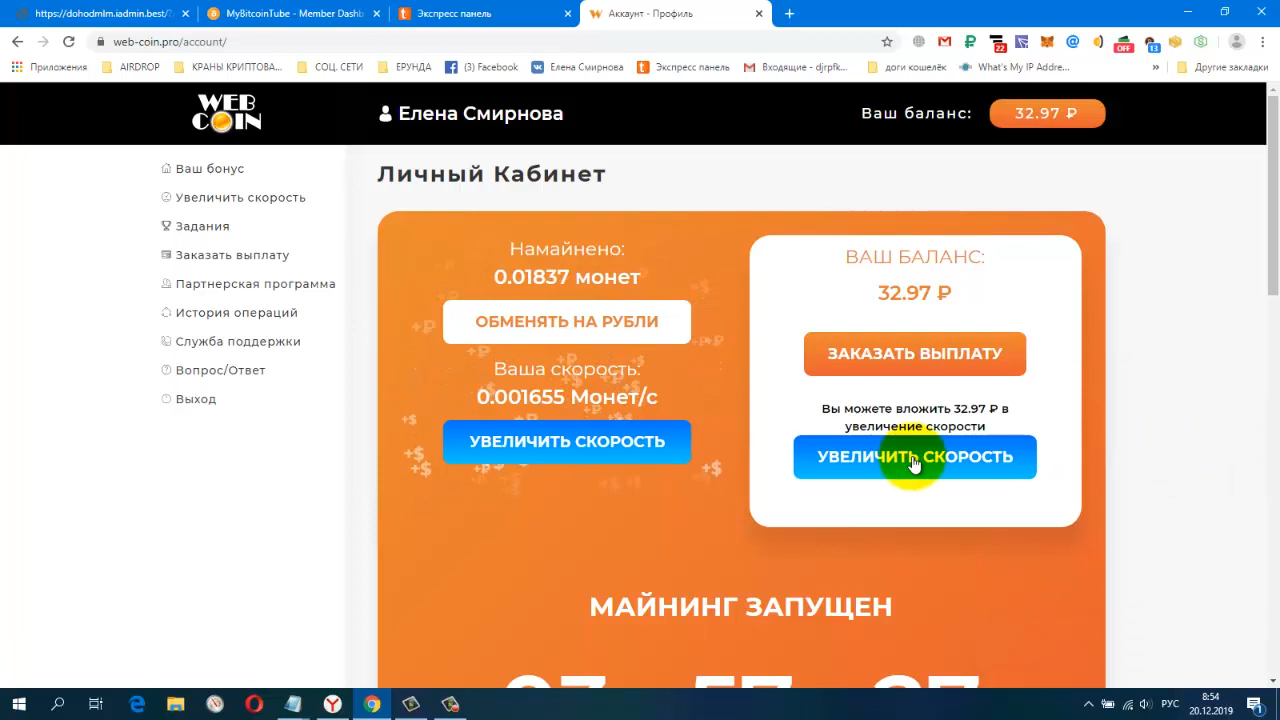 https://dohodmlm.iadmin.best/?
MyBitcoinTube - Member Dashb
Экспресс панель
Аккаунт - Профиль
web-coin.pro/account/
22
OFF
13
Приложения
AIRDROP
КРАНЫ КРИПТОВА...
СОЦ. СЕТИ
ЕРУНДА
(3) Facebook
Елена Смирнова
Экспресс панель
Входящие - djrpfk...
доги кошелёк
What's My IP Addre...
»
Другие закладки
WEB
COIN
Елена Смирнова
Ваш баланс:
32.97 ₽
Ваш бонус
Увеличить скорость
Задания
Заказать выплату
Партнерская программа
История операций
Служба поддержки
Вопрос/Ответ
Выход
Личный Кабинет
Намайнено:
0.01837 монет
ОБМЕНЯТЬ НА РУБЛИ
Ваша скорость:
0.001655 Монет/с
УВЕЛИЧИТЬ СКОРОСТЬ
ВАШ БАЛАНС:
32.97 ₽
ЗАКАЗАТЬ ВЫПЛАТУ
Вы можете вложить 32.97 ₽ в
увеличение скорости
УВЕЛИЧИТЬ СКОРОСТЬ
МАЙНИНГ ЗАПУЩЕН
РУС
8:54
20.12.2019